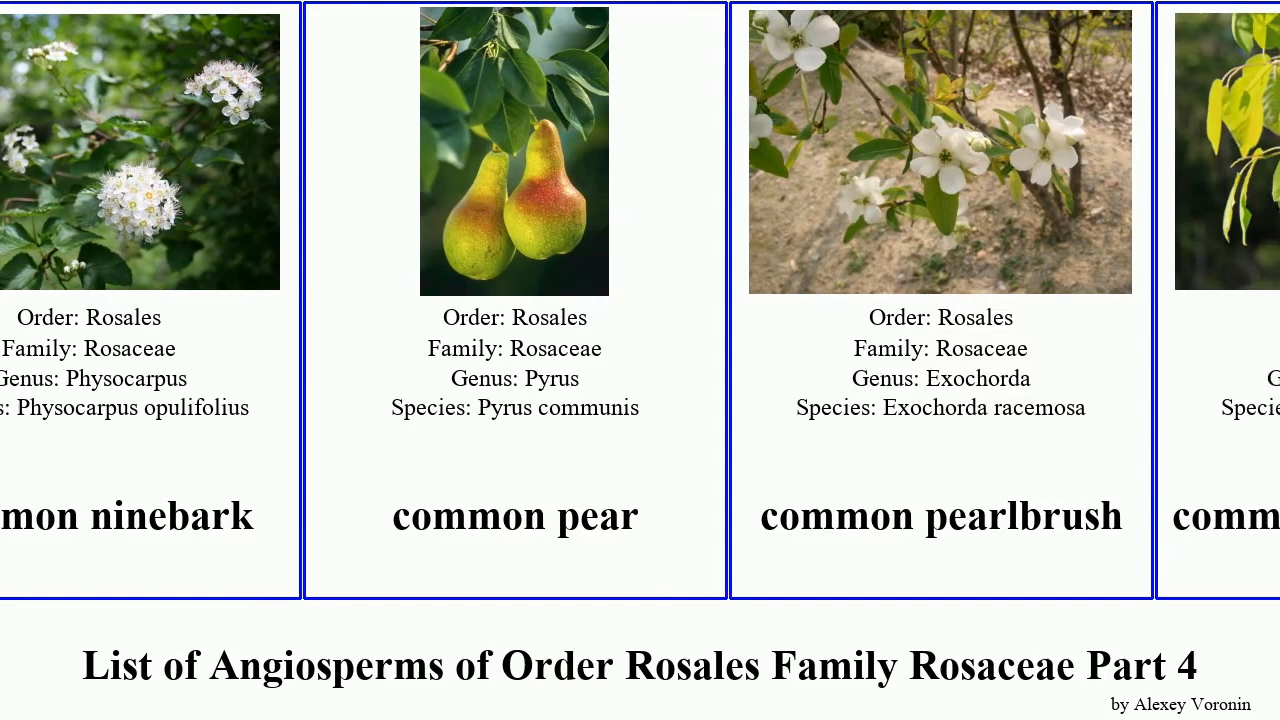 Order: Rosales
Family: Rosaceae
Genus: Physocarpus
s: Physocarpus opulifolius
mon ninebark
Order: Rosales
Family: Rosaceae
Genus: Pyrus
Species: Pyrus communis
common pear
Order: Rosales
Family: Rosaceae
Genus: Exochorda
Species: Exochorda racemosa
common pearlbrush
G
Specie
comm
List of Angiosperms of Order Rosales Family Rosaceae Part 4
by Alexey Voronin